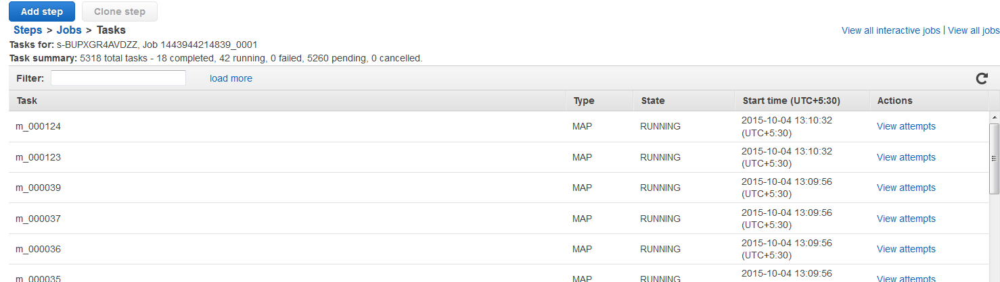 Add step Clone step
Steps > Jobs > Tasks View all interactive jobs | View all jobs
Tasks for: s-BUPXGR4AVDZZ, Job 1443944214839_0001
Task summary: 5318 total tasks - 18 completed, 42 running, 0 failed, 5260 pending, 0 cancelled.
Filter: load more
Task Type State Start time (UTC+5:30) Actions
m_000124 MAP RUNNING 2015-10-04 13:10:32 (UTC+5:30) View attempts
m_000123 MAP RUNNING 2015-10-04 13:10:32 (UTC+5:30) View attempts
m_000039 MAP RUNNING 2015-10-04 13:09:56 (UTC+5:30) View attempts
m_000037 MAP RUNNING 2015-10-04 13:09:56 (UTC+5:30) View attempts
m_000036 MAP RUNNING 2015-10-04 13:09:56 (UTC+5:30) View attempts
m_000035 MAP RUNNING 2015-10-04 13:09:56 View attempts